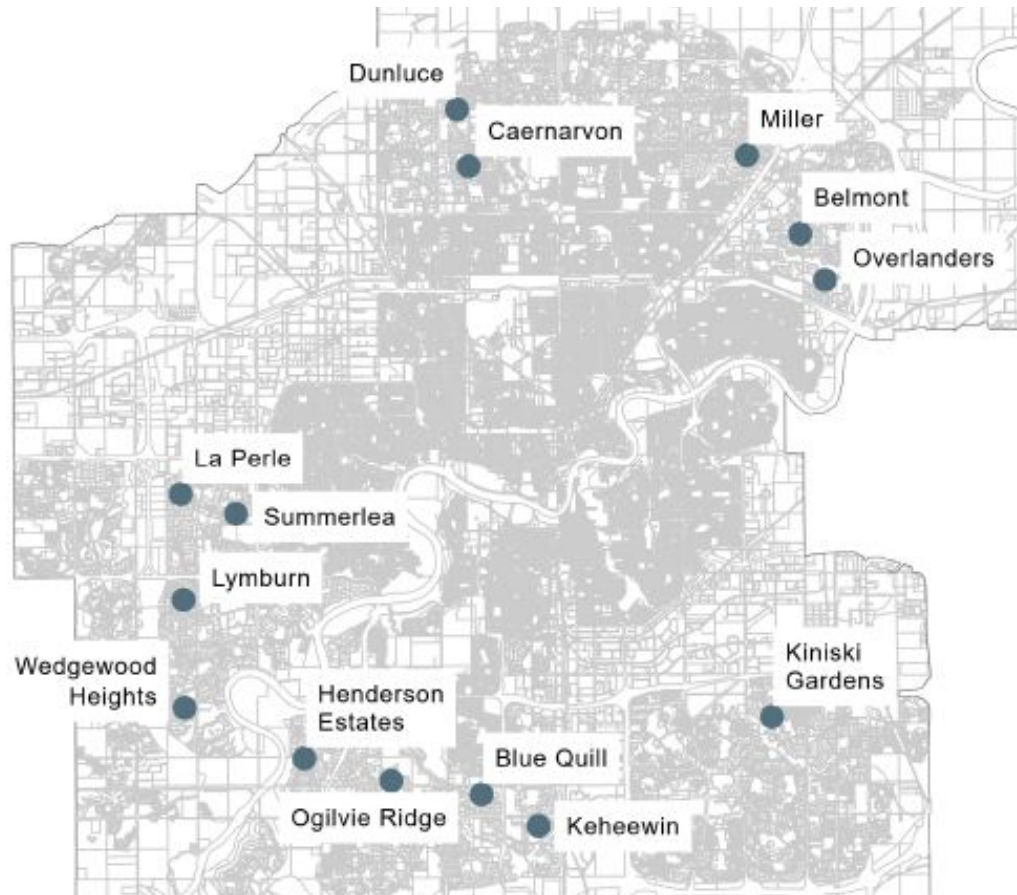 Dunluce
Caernarvon
Miller
Belmont
Overlanders
La Perle
Summerlea
Lymburn
Wedgewood
Heights
Henderson
Estates
Kiniski
Gardens
Blue Quill
Ogilvie Ridge
Keheewin